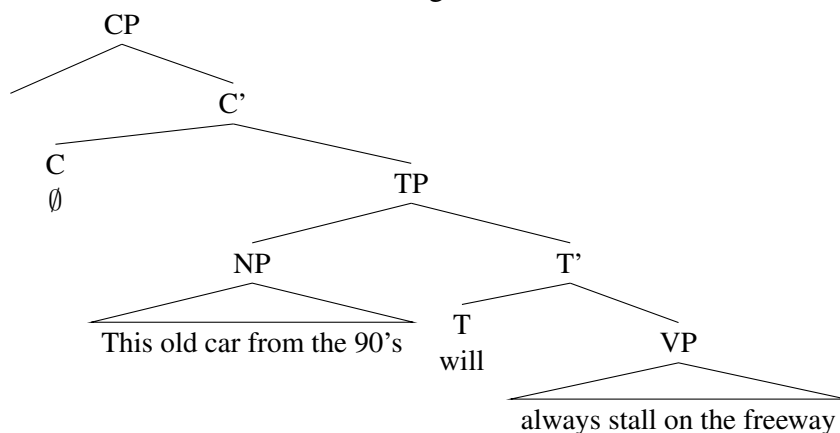 CP
C'
C
∅
TP
NP
T'
This old car from the 90's
T
will
VP
always stall on the freeway